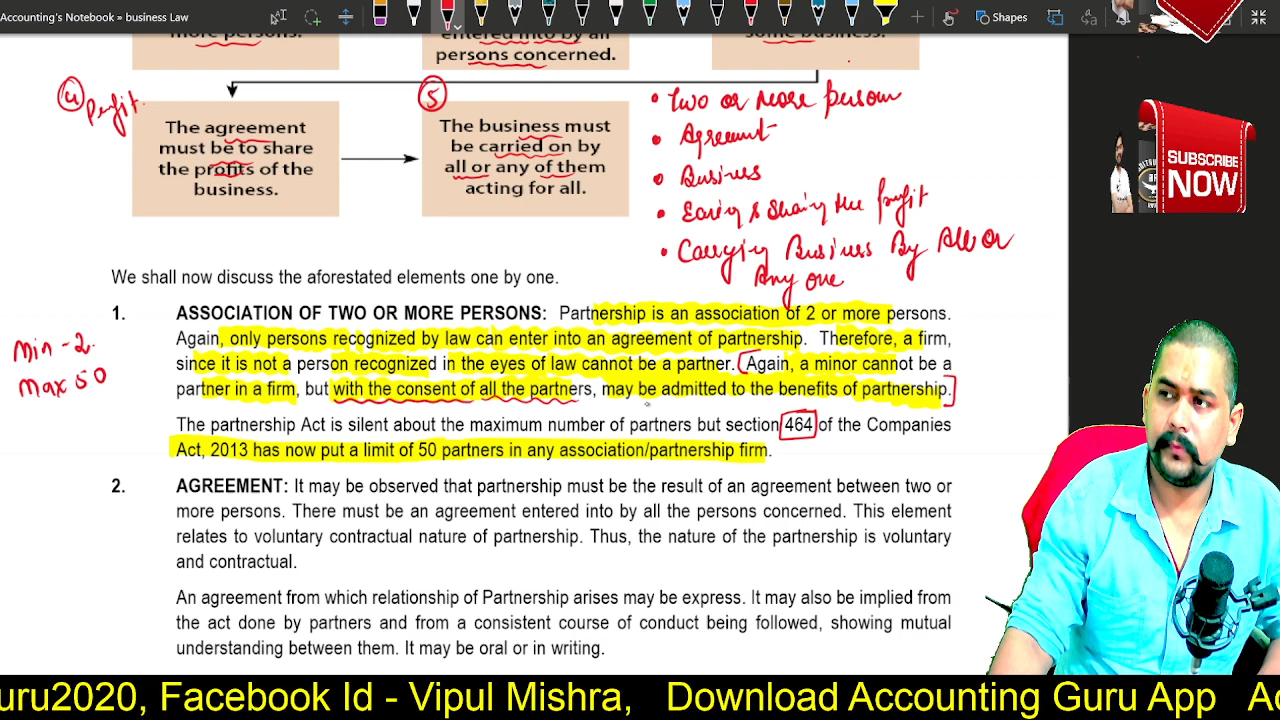 Accounting's Notebook » business Law
Shapes
more persons.
entered into by all
persons concerned.
some business.
4 Profit.
The agreement
must be to share
the profits of the
business.
5
The business must
be carried on by
all or any of them
acting for all.
• Two or More person
• Agreement
• Business
• Earing & Sharing the profit
• Carrying Business By All or
Any one
SUBSCRIBE
NOW
We shall now discuss the aforestated elements one by one.
1. ASSOCIATION OF TWO OR MORE PERSONS: Partnership is an association of 2 or more persons.
Again, only persons recognized by law can enter into an agreement of partnership. Therefore, a firm,
since it is not a person recognized in the eyes of law cannot be a partner. (Again, a minor cannot be a
partner in a firm, but with the consent of all the partners, may be admitted to the benefits of partnership.]
Min - 2.
Max 50
The partnership Act is silent about the maximum number of partners but section 464 of the Companies
Act, 2013 has now put a limit of 50 partners in any association/partnership firm.
2. AGREEMENT: It may be observed that partnership must be the result of an agreement between two or
more persons. There must be an agreement entered into by all the persons concerned. This element
relates to voluntary contractual nature of partnership. Thus, the nature of the partnership is voluntary
and contractual.
An agreement from which relationship of Partnership arises may be express. It may also be implied from
the act done by partners and from a consistent course of conduct being followed, showing mutual
understanding between them. It may be oral or in writing.
uru2020, Facebook Id - Vipul Mishra, Download Accounting Guru App Ac